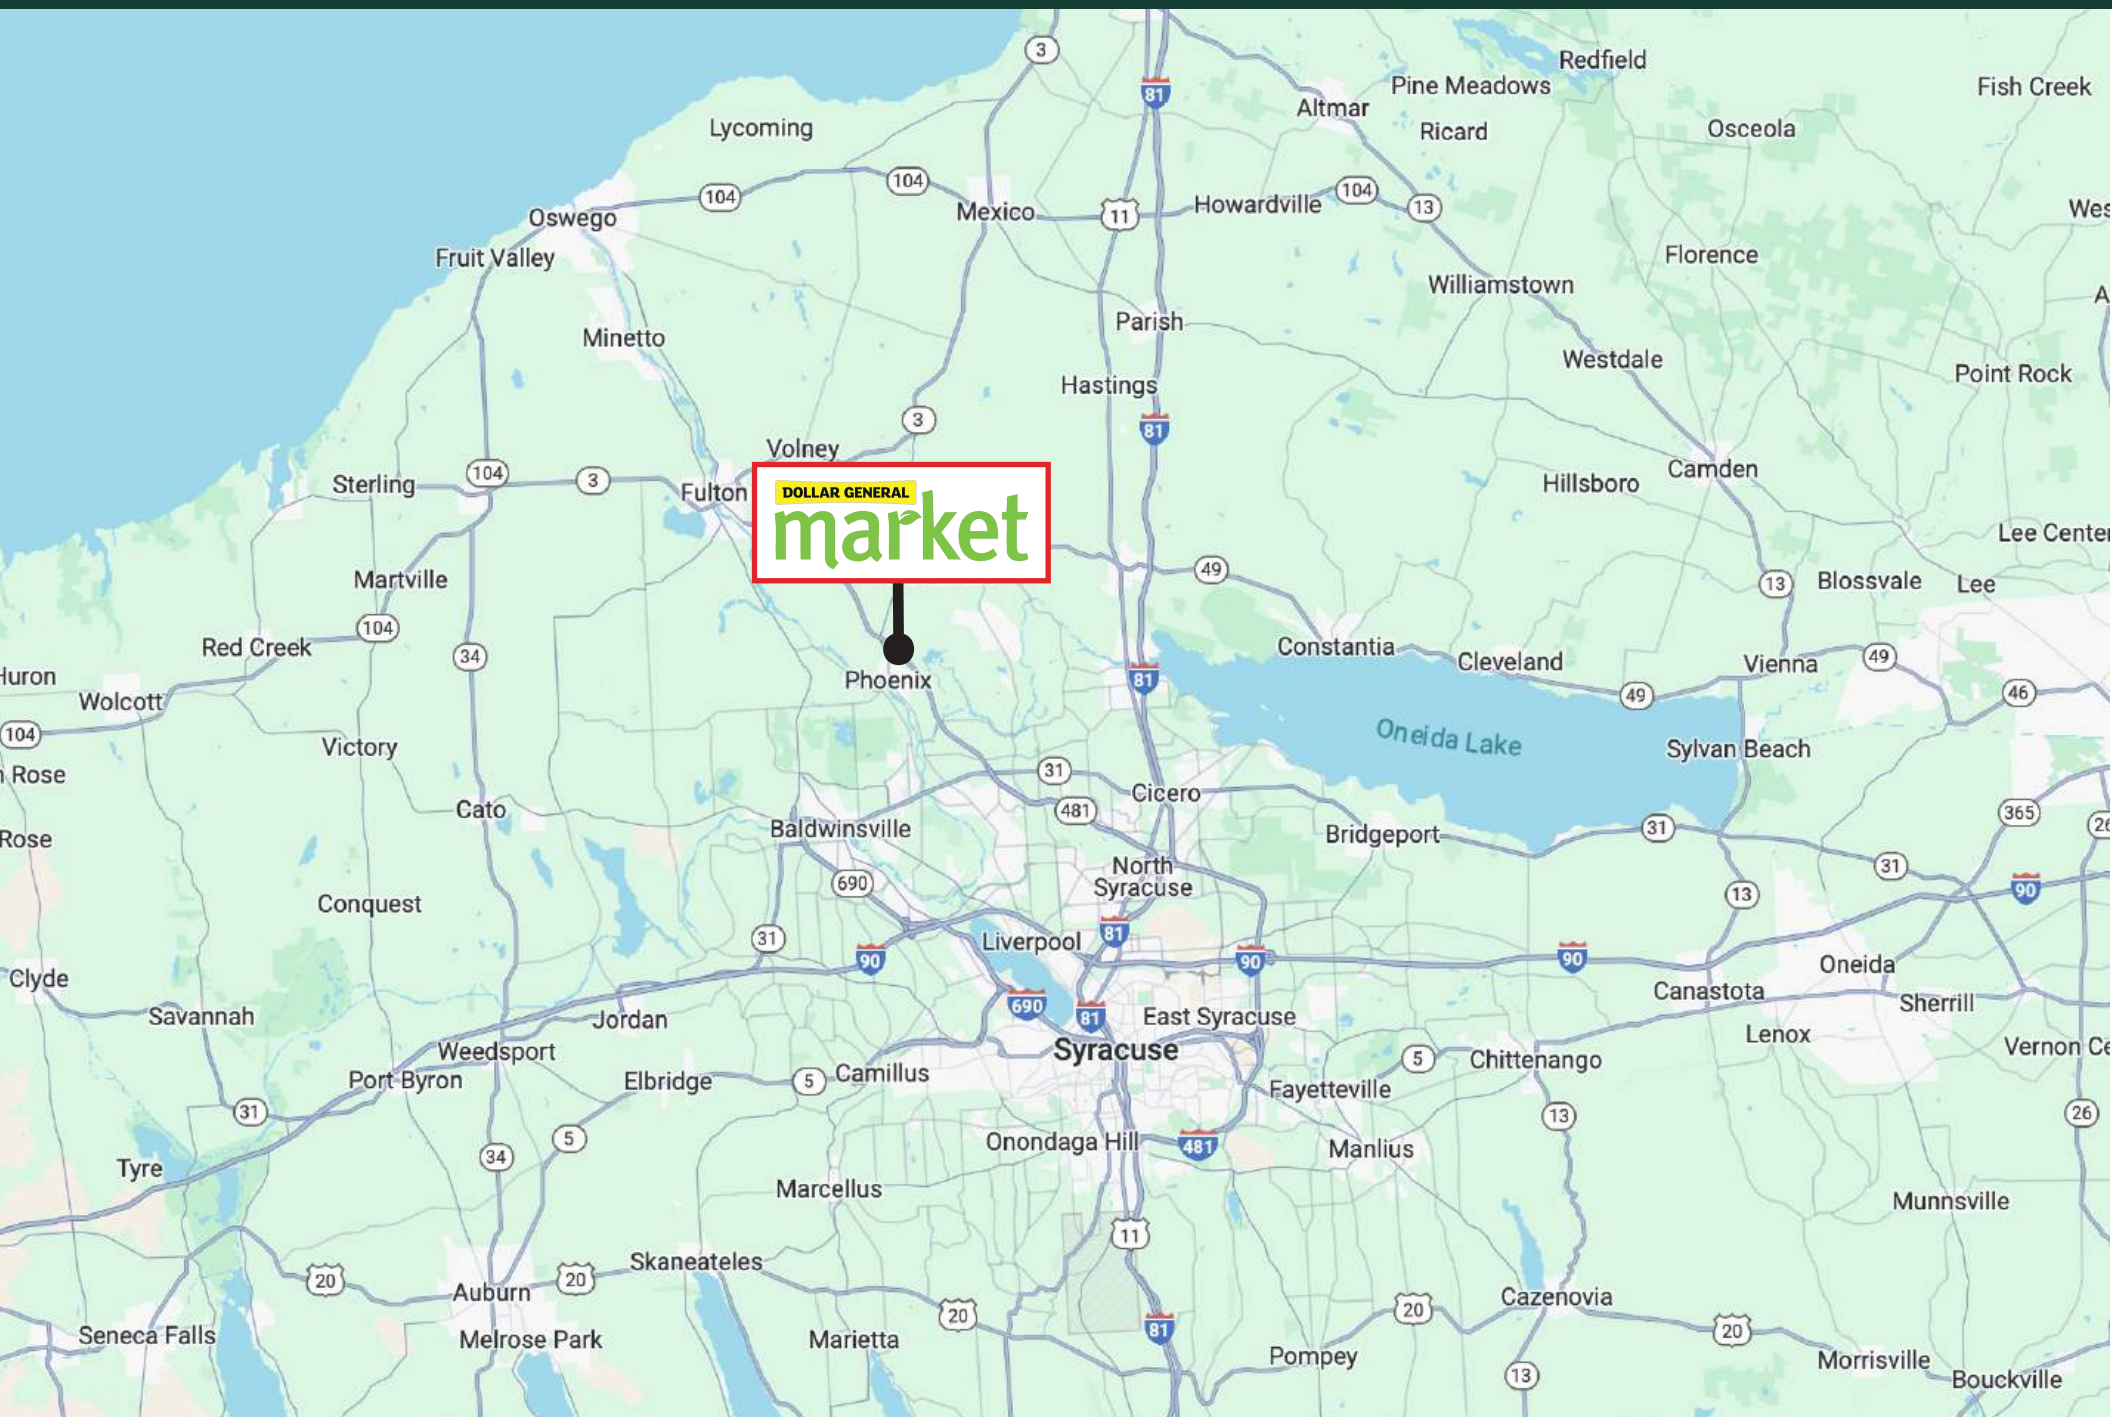 3
Redfield
81
Pine Meadows
Fish Creek
Altmar
Lycoming
Ricard
Osceola
104
104
104
13
Oswego
Mexico
11
Howardville
Wes
Fruit Valley
Florence
Williamstown
A
Parish
Minetto
Westdale
Point Rock
Hastings
3
81
Volney
Camden
104
3
Sterling
Fulton
Hillsboro
DOLLAR GENERAL
market
Lee Center
49
Martville
13
Blossvale
Lee
104
Red Creek
34
Constantia
Cleveland
Vienna
49
Huron
Phoenix
81
Wolcott
49
46
104
Oneida Lake
Victory
Sylvan Beach
n Rose
31
Cicero
Cato
481
365
26
Baldwinsville
Bridgeport
31
Rose
North
Syracuse
31
690
90
13
Conquest
31
81
Liverpool
90
90
90
Oneida
Clyde
Canastota
Sherrill
690
81
Savannah
Jordan
East Syracuse
Lenox
Syracuse
Weedsport
5
Chittenango
Vernon Ce
Port Byron
Elbridge
5
Camillus
Fayetteville
31
13
26
5
Onondaga Hill
481
Manlius
34
Tyre
Marcellus
Munnsville
11
Skaneateles
20
20
Auburn
Cazenovia
20
20
81
20
Seneca Falls
Melrose Park
Marietta
Pompey
Morrisville
13
Bouckville